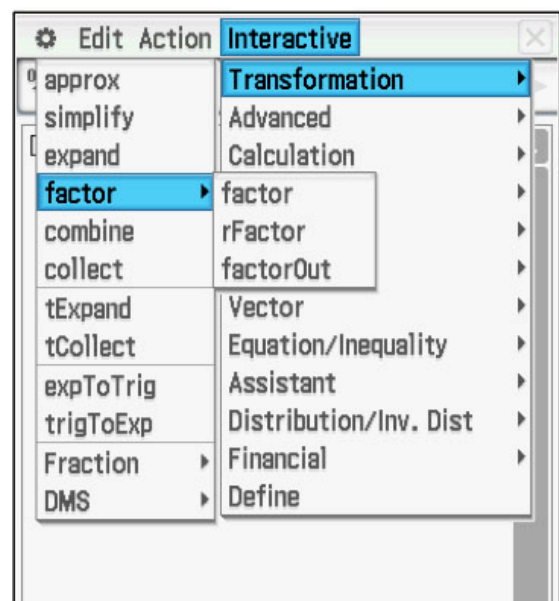 Edit Action Interactive
approx
simplify
expand
factor
combine
collect
tExpand
tCollect
expToTrig
trigToExp
Fraction
DMS
factor
rFactor
factorOut
Transformation
Advanced
Calculation
Vector
Equation/Inequality
Assistant
Distribution/Inv. Dist
Financial
Define